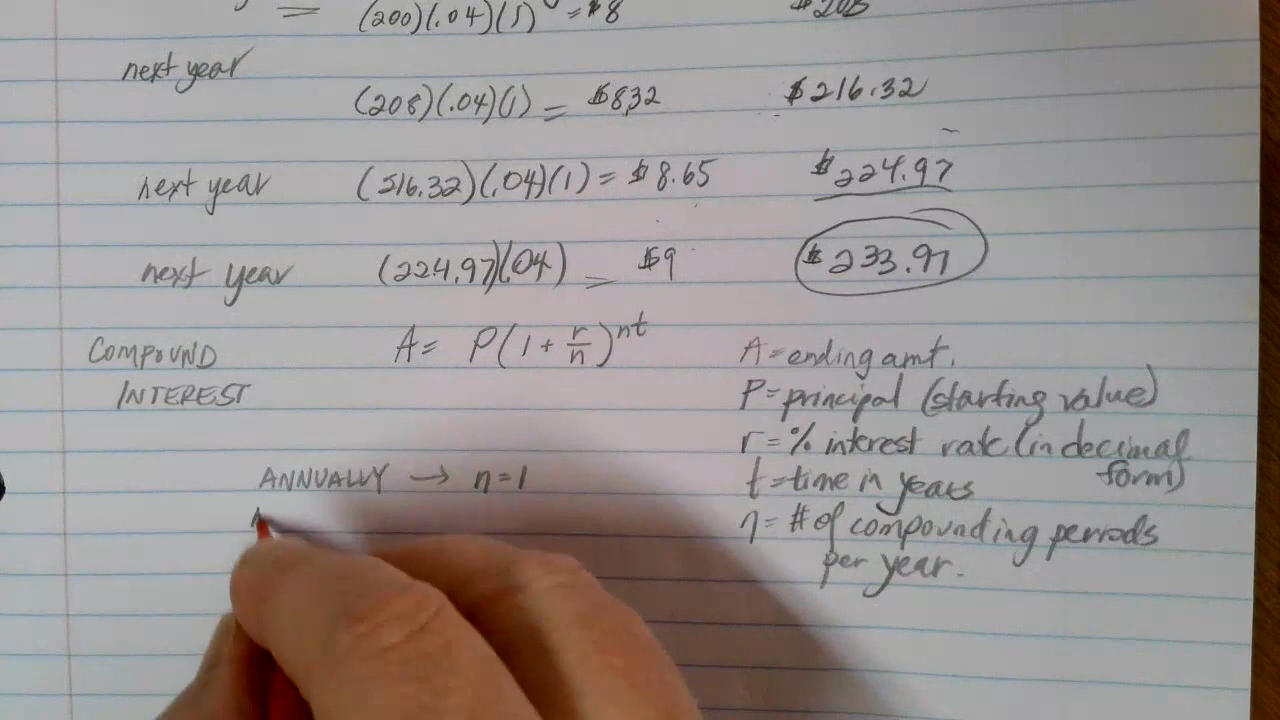 = (200)(.04)(1) = $8 $208
next year
(208)(.04)(1) = $8,32 $216.32
next year (216.32)(.04)(1) = $8.65 $224.97
next year (224.97)(.04) = $9 $233.97
COMPOUND INTEREST
A = P(1 + r/n)^nt
ANNUALLY → n=1
A = ending amt.
P = principal (starting value)
r = % interest rate (in decimal form)
t = time in years
n = # of compounding periods
per year.